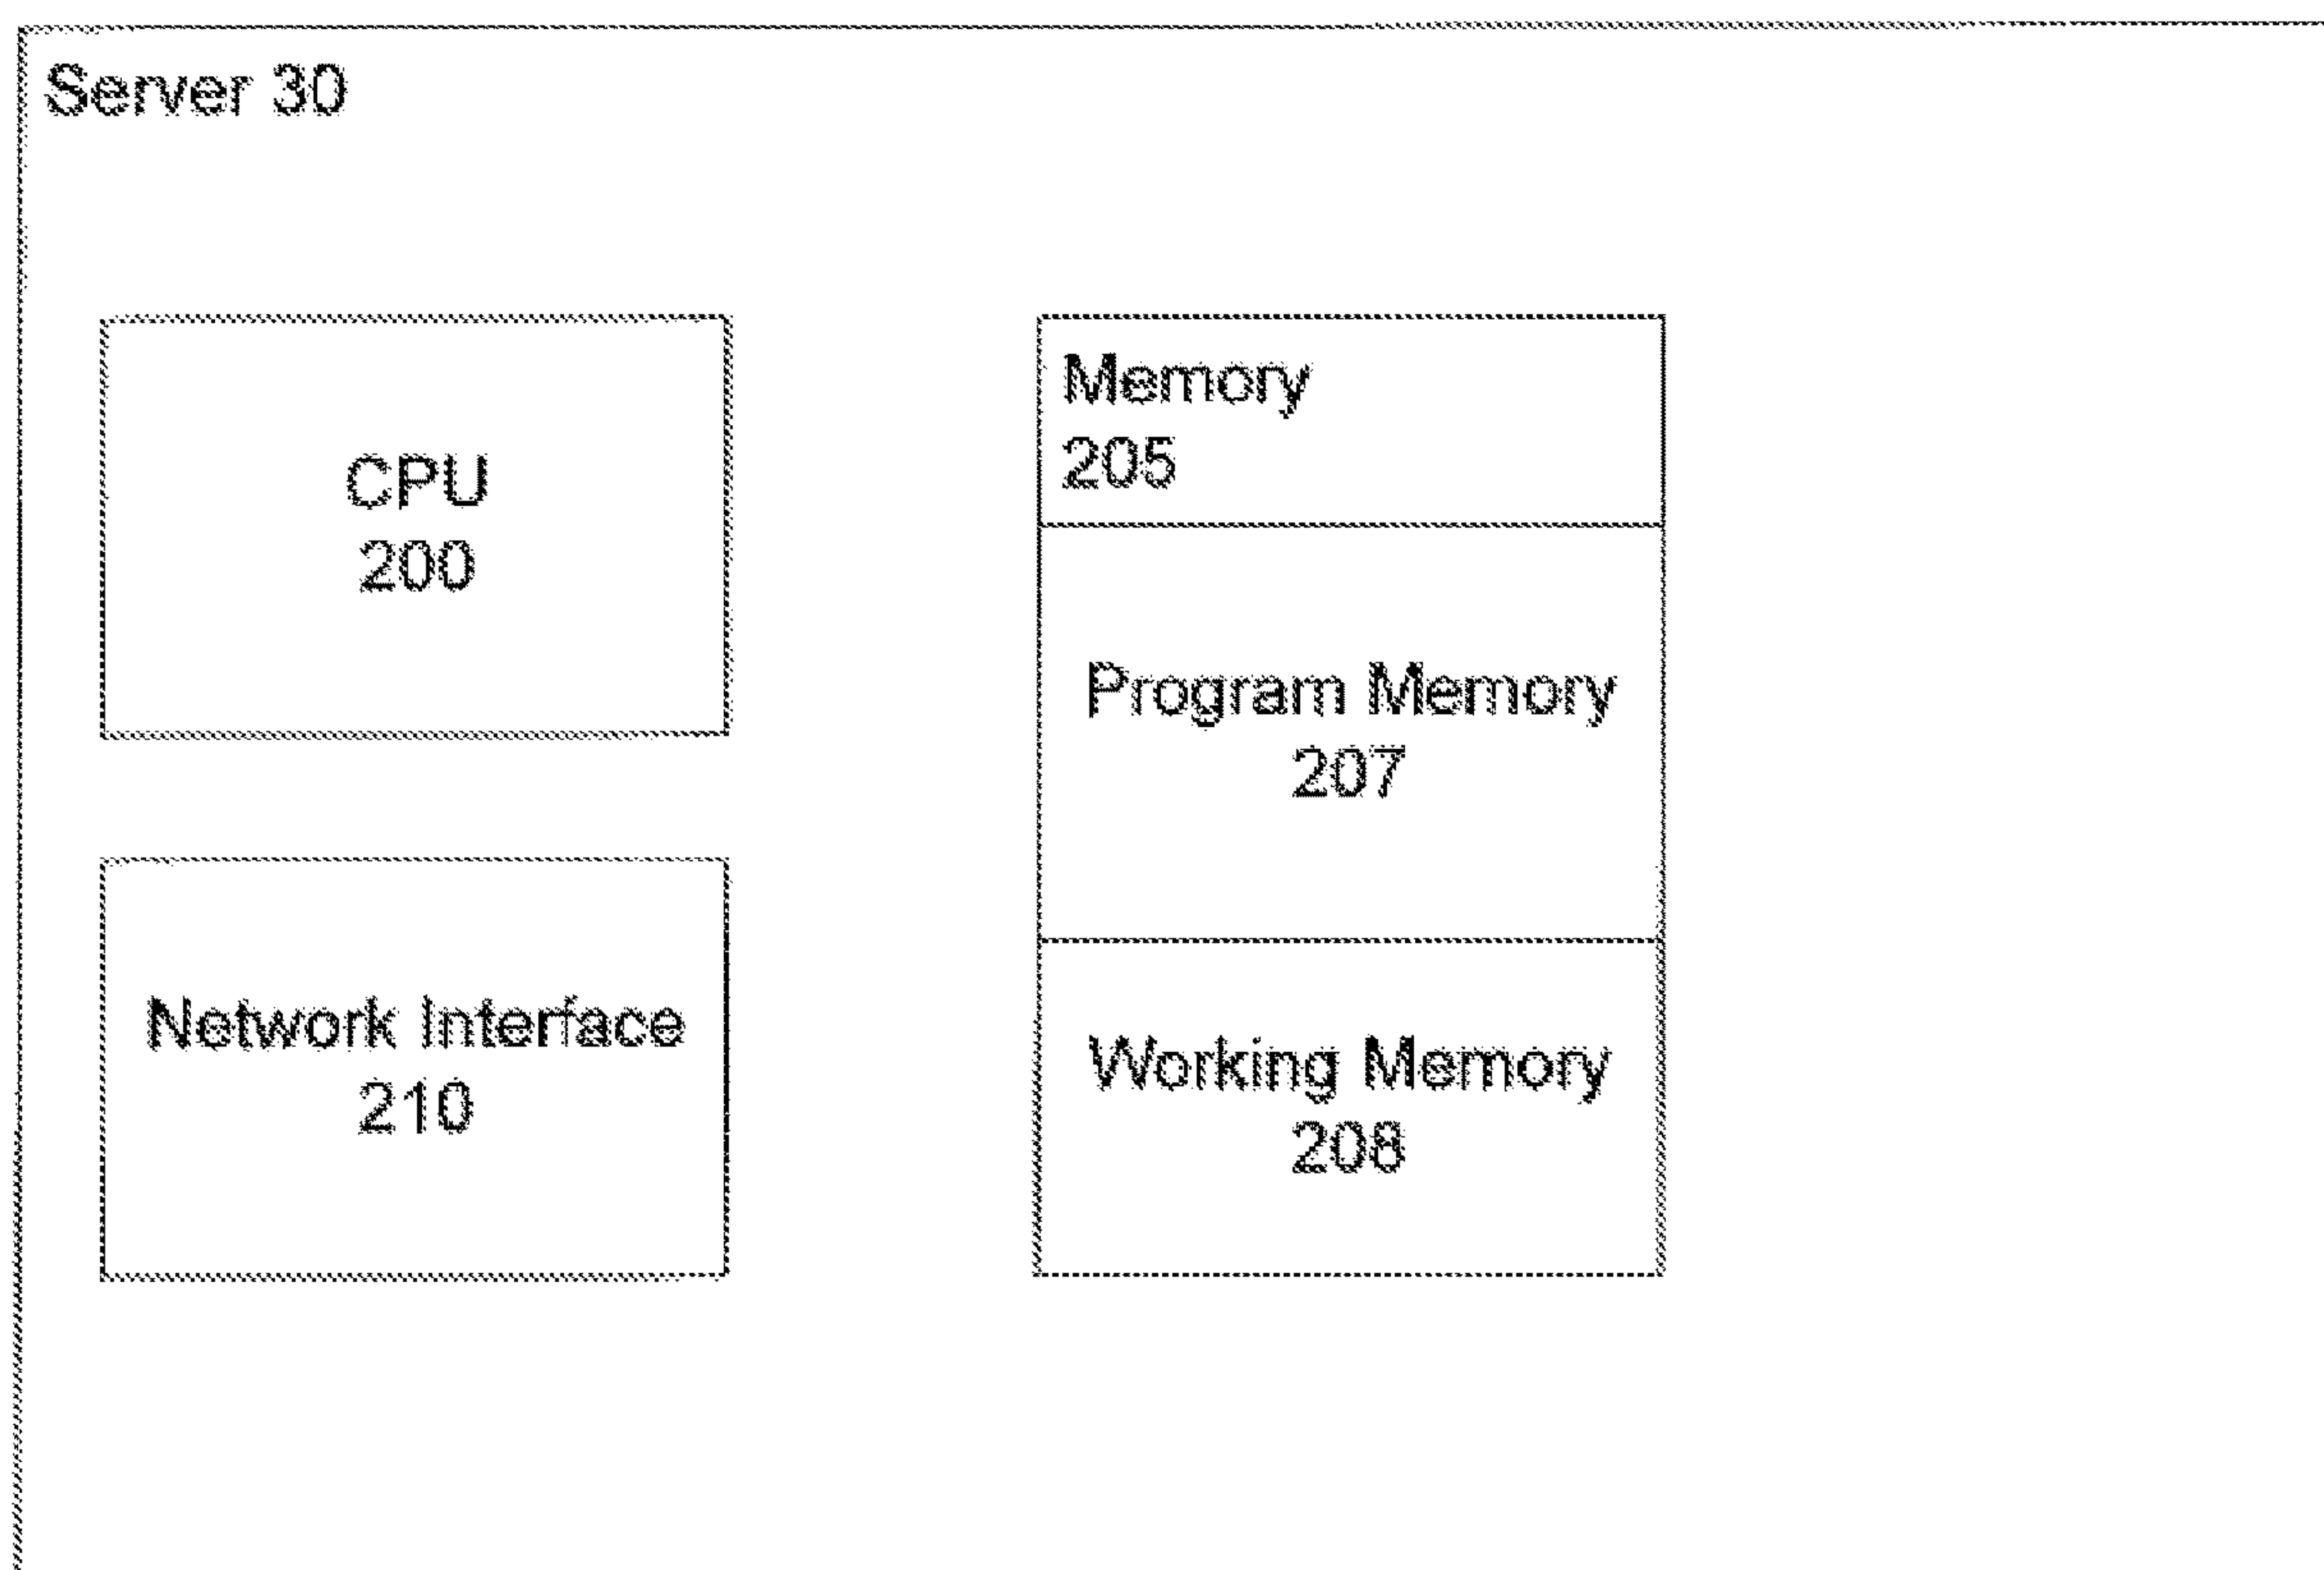 Server 30
CPU
200
Memory
205
Program Memory
207
Network Interface
210
Working Memory
208